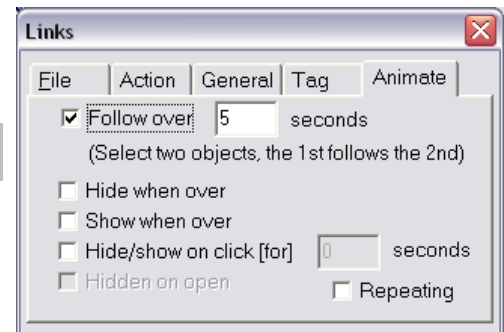 Links
File Action General Tag Animate
Follow over 5 seconds
(Select two objects, the 1st follows the 2nd)
Hide when over
Show when over
Hide/show on click [for] 0 seconds
Hidden on open
Repeating